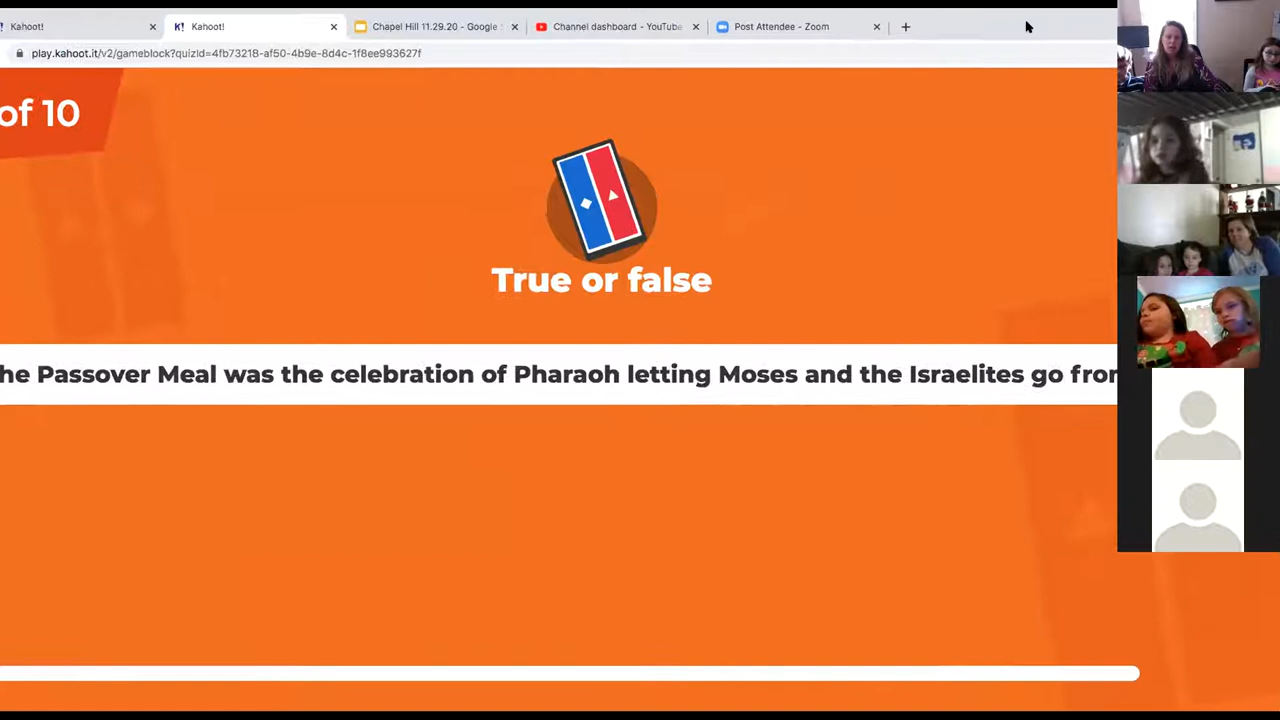 Kahoot!
K! Kahoot!
Chapel Hill 11.29.20 - Google
Channel dashboard - YouTube
Post Attendee - Zoom
play.kahoot.it/v2/gameblock?quizId=4fb73218-af50-4b9e-8d4c-1f8ee993627f
of 10
True or false
he Passover Meal was the celebration of Pharaoh letting Moses and the Israelites go from